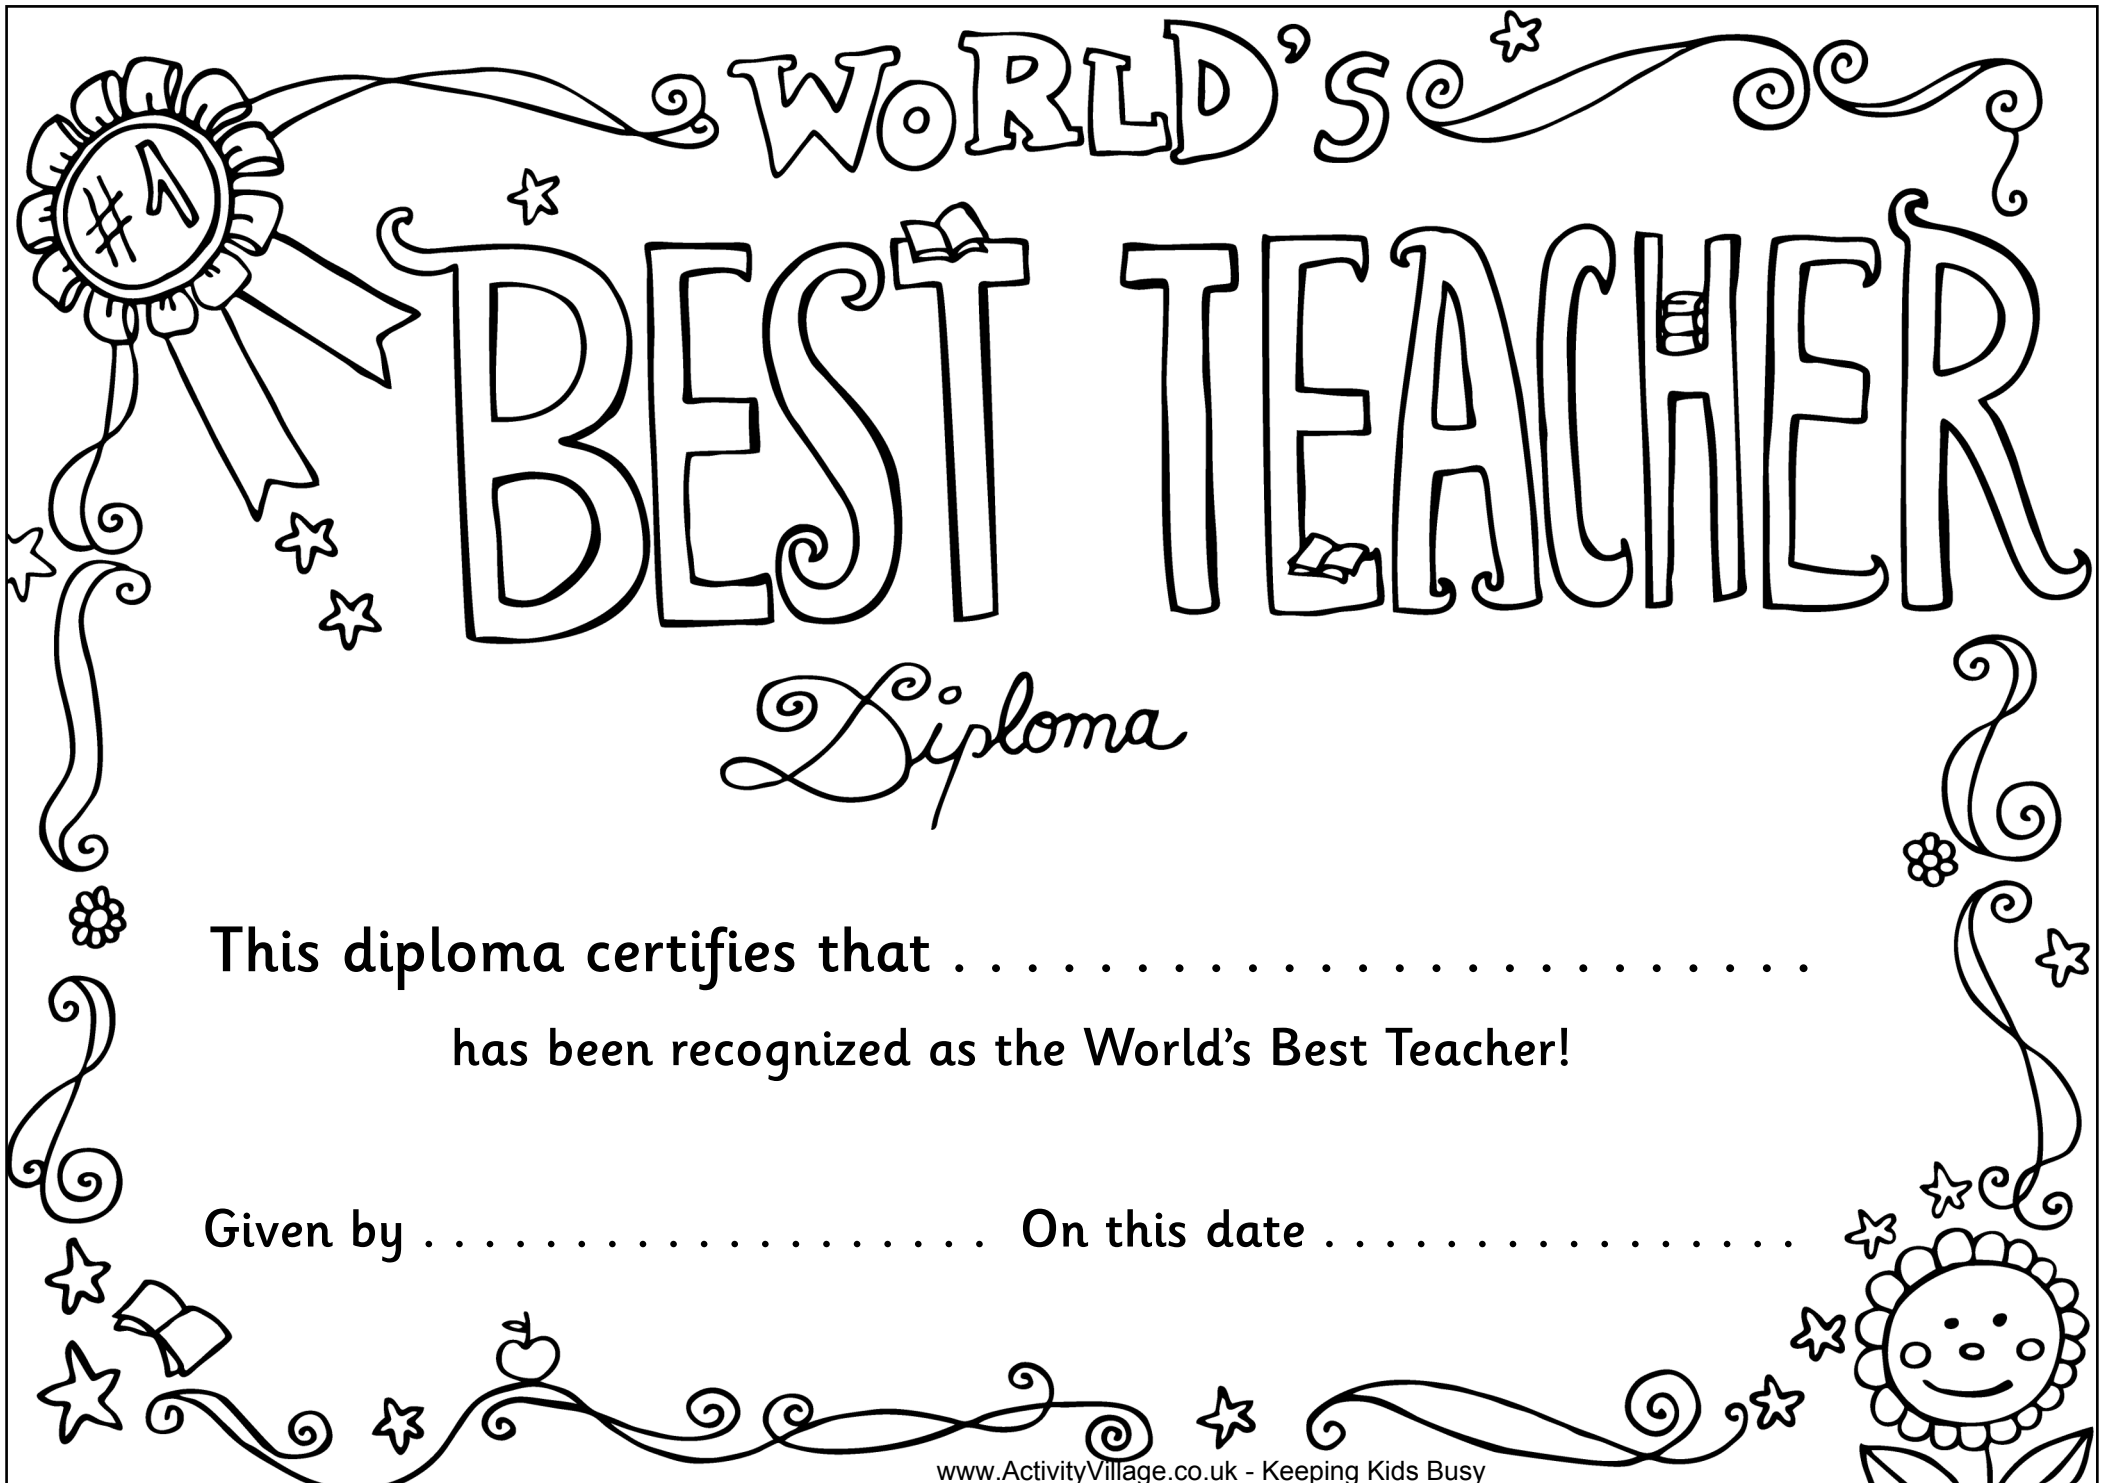 #1
WORLD'S
BEST TEACHER
Diploma
This diploma certifies that . . . . . . . . . . . . . . . . . . . . . . . .
has been recognized as the World's Best Teacher!
Given by . . . . . . . . . . . . . . . . . . . On this date . . . . . . . . . . . . . . . .
www.ActivityVillage.co.uk - Keeping Kids Busy